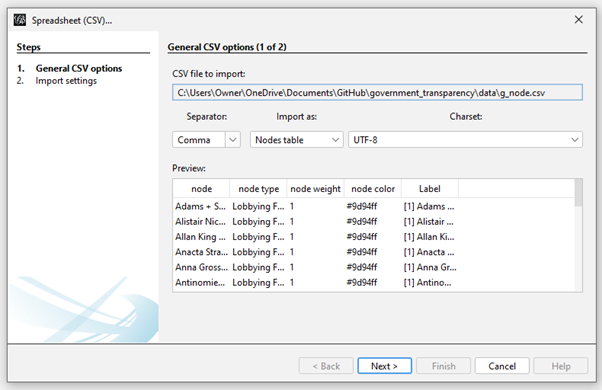 Spreadsheet (CSV)...
Steps
1. General CSV options
2. Import settings
General CSV options (1 of 2)
CSV file to import:
C:\Users\Owner\OneDrive\Documents\GitHub\government_transparency\data\g_node.csv
Separator: Import as: Charset:
Comma Nodes table UTF-8
Preview:
node node type node weight node color Label
Adams + S... Lobbying F... 1 #9d94ff [1] Adams ...
Alistair Nic... Lobbying F... 1 #9d94ff [1] Alistair ...
Allan King ... Lobbying F... 1 #9d94ff [1] Allan Ki...
Anacta Stra... Lobbying F... 1 #9d94ff [1] Anacta ...
Anna Gross... Lobbying F... 1 #9d94ff [1] Anna Gr...
Antinomie... Lobbying F... 1 #9d94ff [1] Antino...
< Back Next > Finish Cancel Help